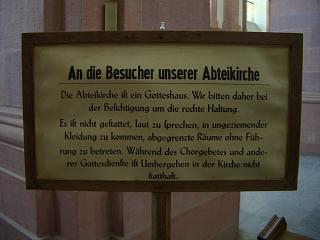 An die Besucher unserer Abteikirche
Die Abteikirche ist ein Gotteshaus. Wir bitten daher bei
der Besichtigung um die rechte Haltung.
Es ist nicht gestattet, laut zu sprechen, in ungeziemender
Kleidung zu kommen, abgegrenzte Räume ohne Füh-
rung zu betreten. Während des Chorgebetes und ande-
rer Gottesdienste ist Umhergehen in der Kirche nicht
statthaft.